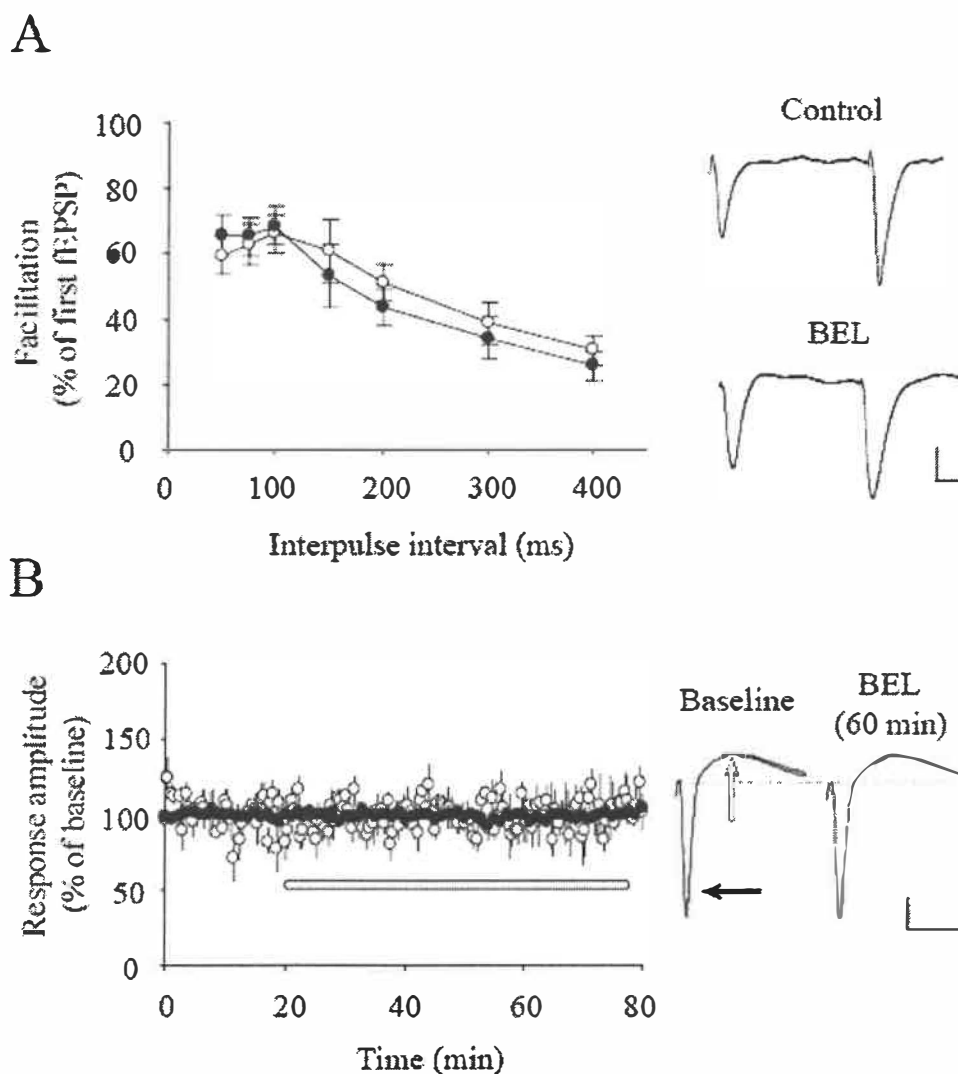 A
Facilitation
(% of first fEPSP)
100
80
60
40
20
0
0 100 200 300 400
Interpulse interval (ms)
Control
BEL
B
Response amplitude
(% of baseline)
200
150
100
50
0
0 20 40 60 80
Time (min)
Baseline
BEL
(60 min)